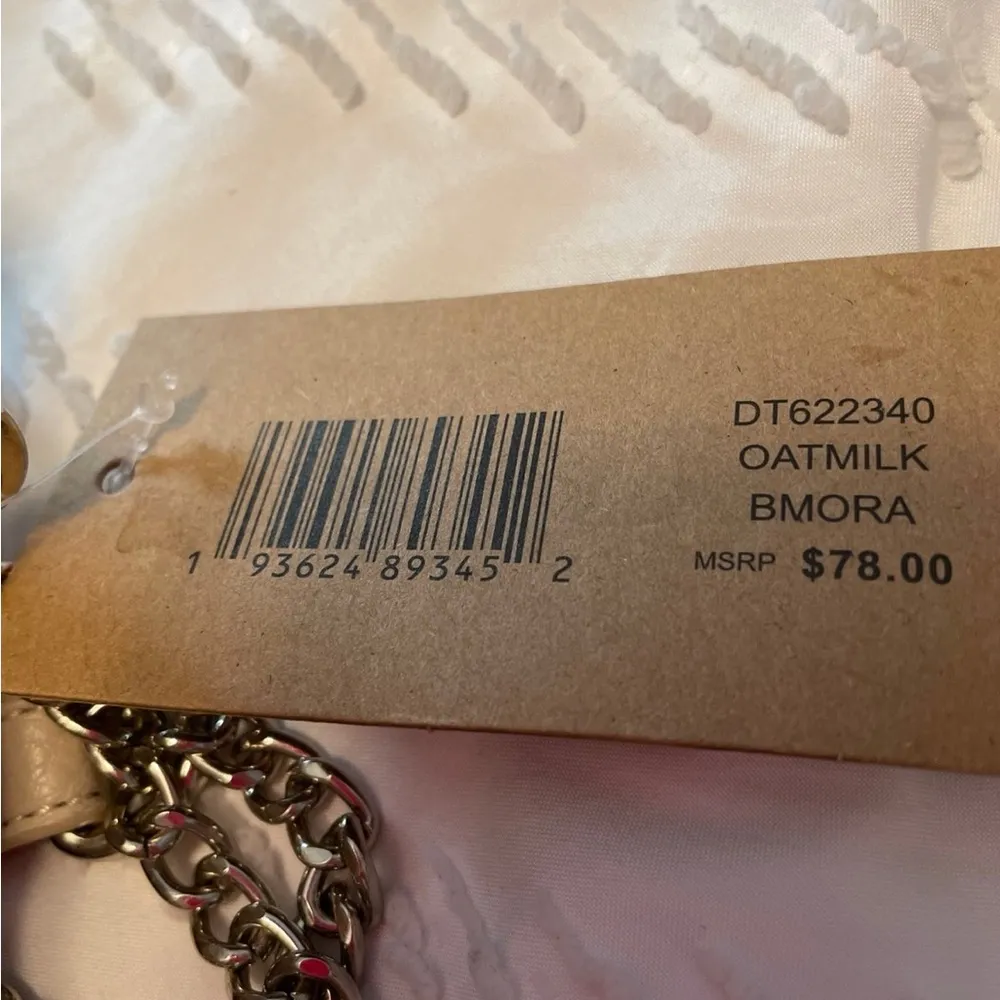 DT622340
OATMILK
BMORA
MSRP $78.00
1 93624 89345 2